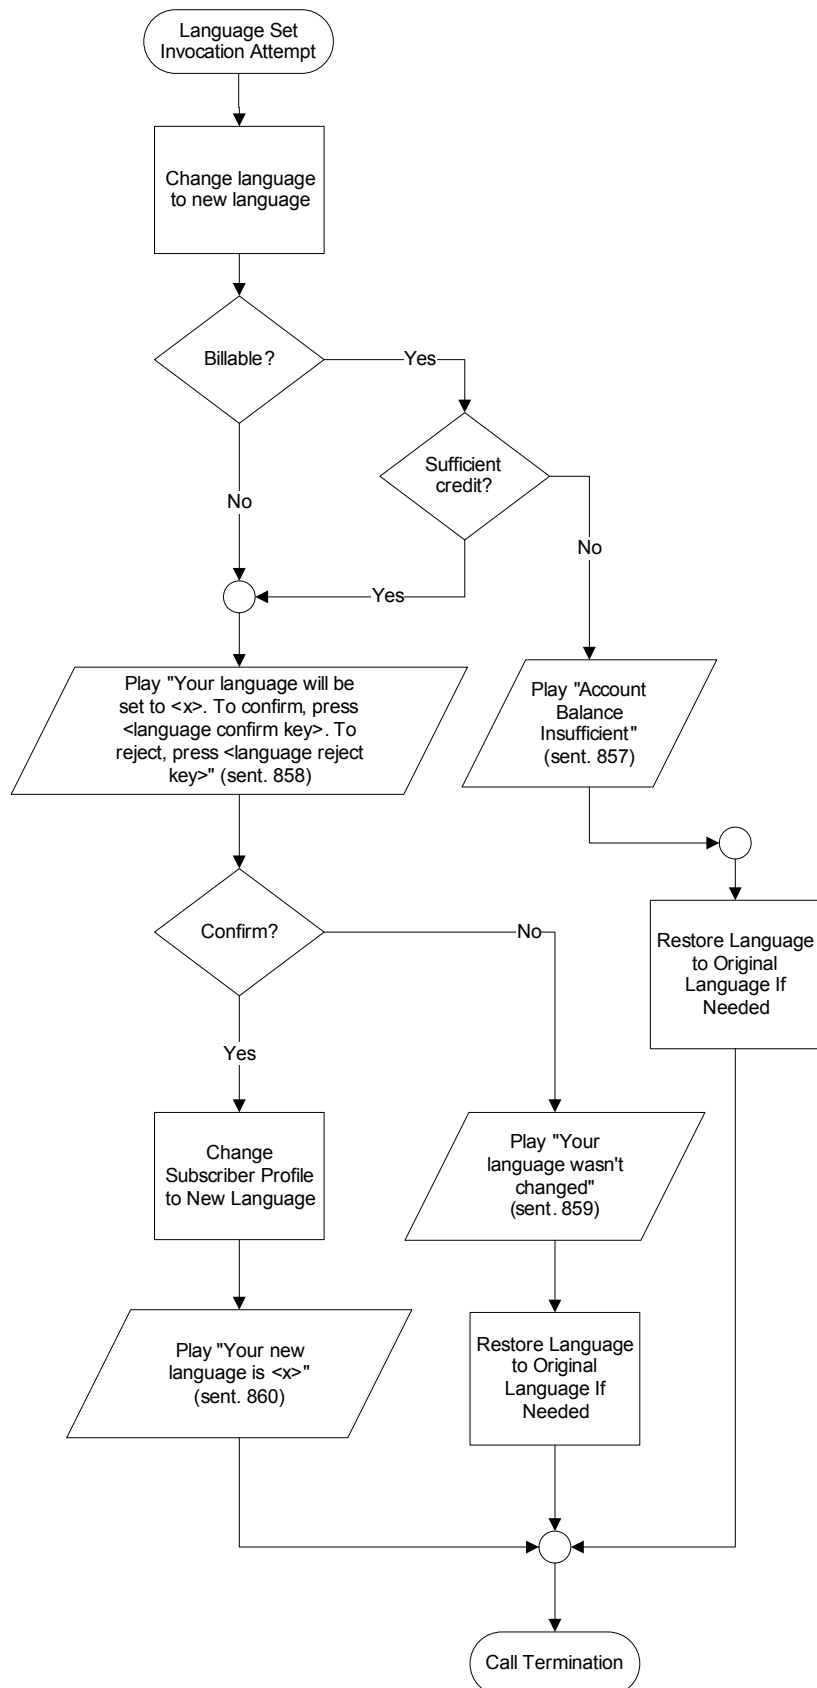 Language Set
Invocation Attempt
Change language
to new language
Billable?
Yes
Sufficient
credit?
No
No
Yes
Play "Your language will be
set to <x>. To confirm, press
<language confirm key>. To
reject, press <language reject
key>" (sent. 858)
Play "Account
Balance
Insufficient"
(sent. 857)
Confirm?
No
Restore Language
to Original
Language If
Needed
Yes
Change
Subscriber Profile
to New Language
Play "Your
language wasn't
changed"
(sent. 859)
Play "Your new
language is <x>"
(sent. 860)
Restore Language
to Original
Language If
Needed
Call Termination